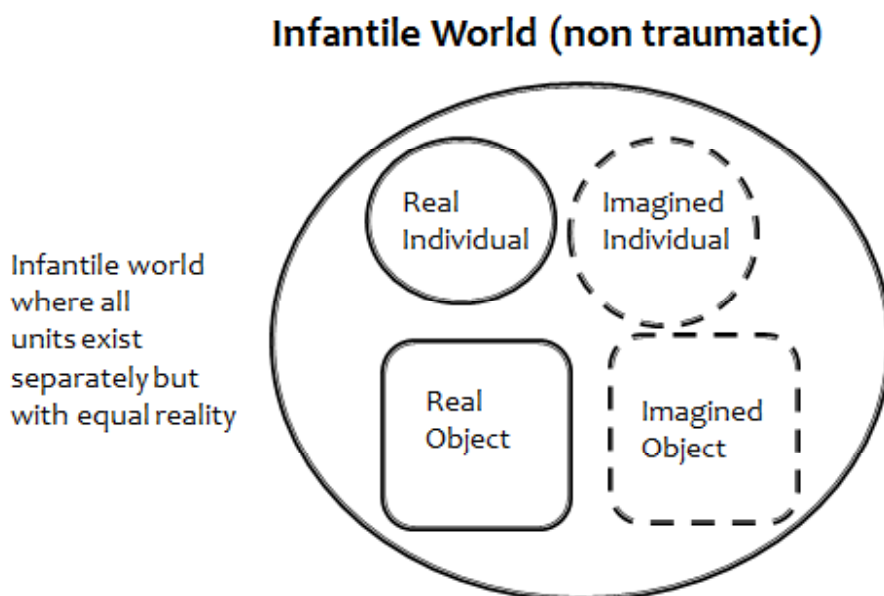 Infantile World (non traumatic)
Real
Individual
Imagined
Individual
Infantile world
where all
units exist
separately but
with equal reality
Real
Object
Imagined
Object